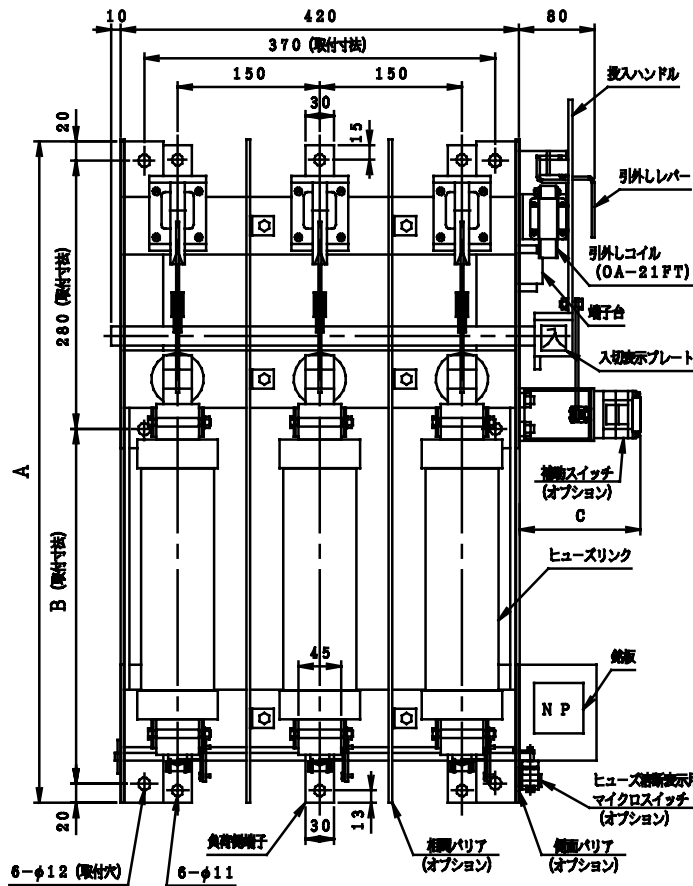 10
420
80
370 (取付寸法)
150
150
30
15
20
投入ハンドル
引外しレバー
引外しコイル
(OA-21FT)
端子台
入
入切表示プレート
280 (取付寸法)
A
補助スイッチ
(オプション)
C
B (取付寸法)
ヒューズリンク
45
銘板
NP
ヒューズ溶断表示用
マイクロスイッチ
(オプション)
20
13
30
負荷側端子
相間バリア
(オプション)
側面バリア
(オプション)
6-φ12 (取付穴)
6-φ11